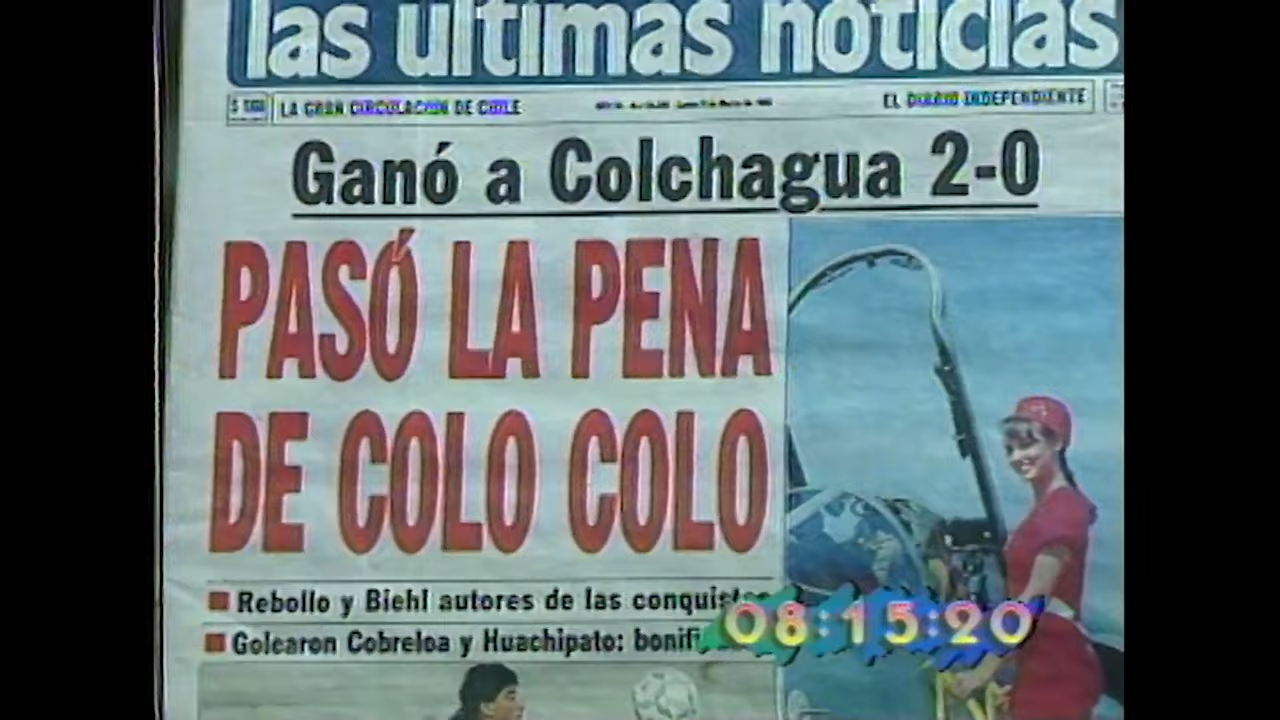 las ultimas noticias
LA GRAN CIRCULACION DE CHILE
EL DIARIO INDEPENDIENTE
Ganó a Colchagua 2-0
PASÓ LA PENA
DE COLO COLO
Rebollo y Biehl autores de las
Golearon Cobreloa y Huachipato:
08:15:20